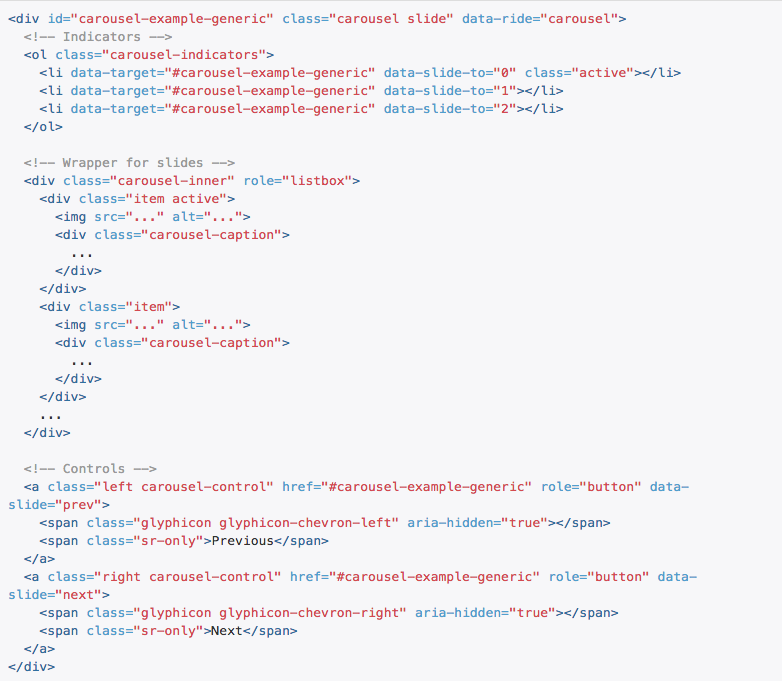 <div id="carousel-example-generic" class="carousel slide" data-ride="carousel">
  <!-- Indicators -->
  <ol class="carousel-indicators">
    <li data-target="#carousel-example-generic" data-slide-to="0" class="active"></li>
    <li data-target="#carousel-example-generic" data-slide-to="1"></li>
    <li data-target="#carousel-example-generic" data-slide-to="2"></li>
  </ol>

  <!-- Wrapper for slides -->
  <div class="carousel-inner" role="listbox">
    <div class="item active">
      <img src="..." alt="...">
      <div class="carousel-caption">
        ...
      </div>
    </div>
    <div class="item">
      <img src="..." alt="...">
      <div class="carousel-caption">
        ...
      </div>
    </div>
    ...
  </div>

  <!-- Controls -->
  <a class="left carousel-control" href="#carousel-example-generic" role="button" data-
slide="prev">
    <span class="glyphicon glyphicon-chevron-left" aria-hidden="true"></span>
    <span class="sr-only">Previous</span>
  </a>
  <a class="right carousel-control" href="#carousel-example-generic" role="button" data-
slide="next">
    <span class="glyphicon glyphicon-chevron-right" aria-hidden="true"></span>
    <span class="sr-only">Next</span>
  </a>
</div>